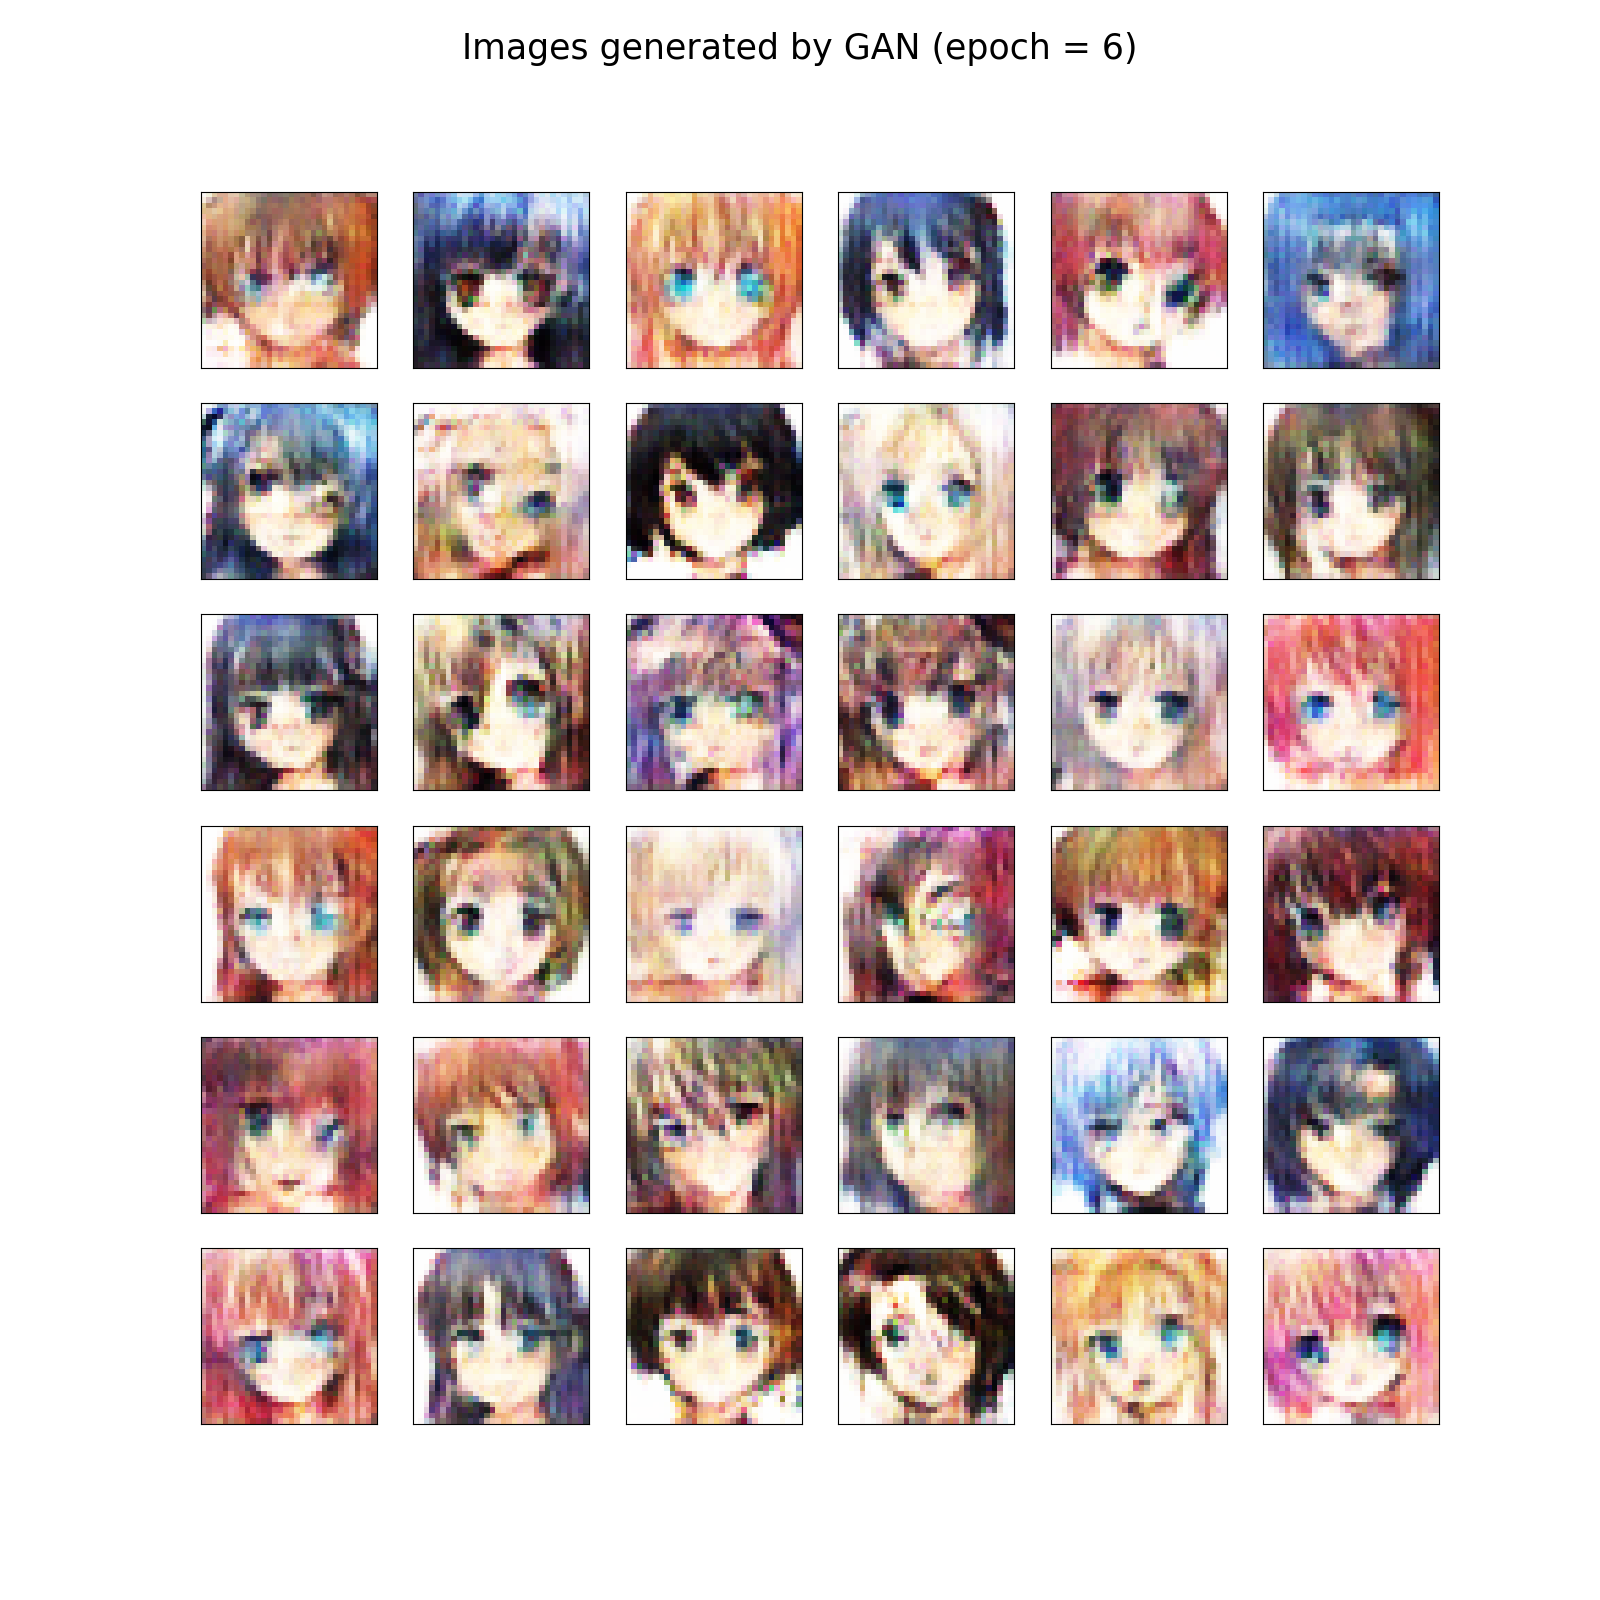 Images generated by GAN (epoch = 6)